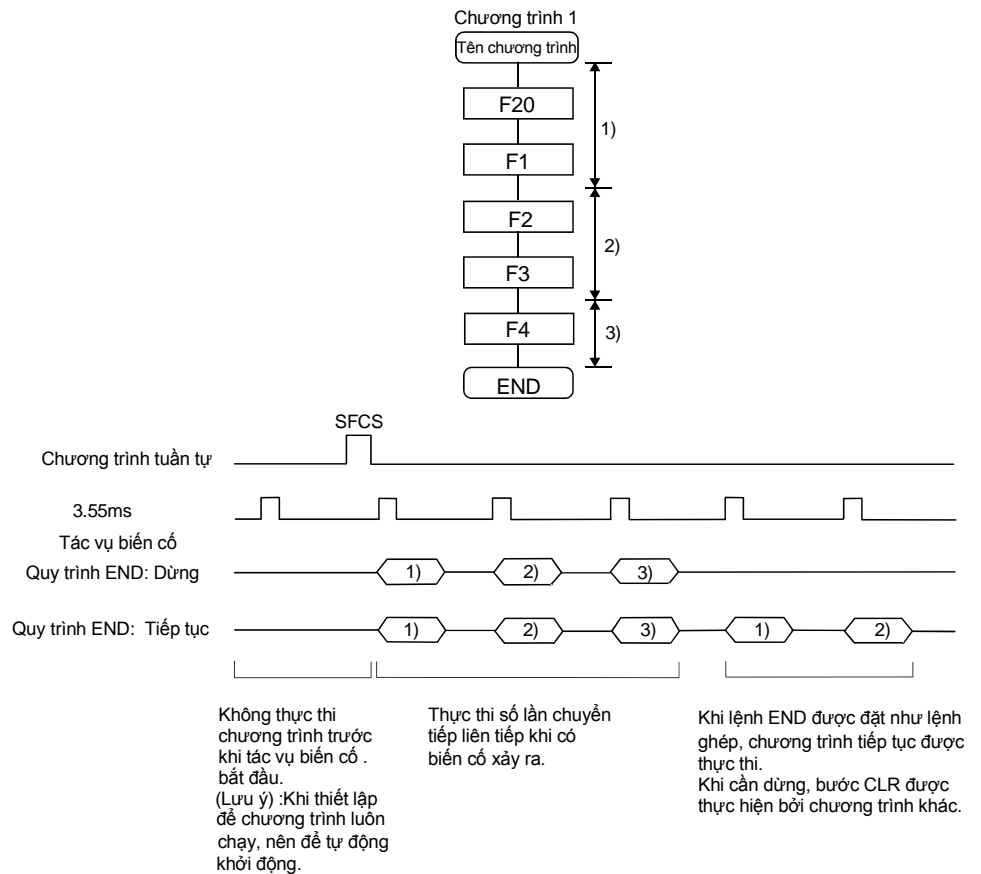 Chương trình 1
Tên chương trình
F20
1)
F1
F2
2)
F3
F4
3)
END
SFCS
Chương trình tuần tự
3.55ms
Tác vụ biến cố
Quy trình END: Dừng
1)
2)
3)
Quy trình END: Tiếp tục
1)
2)
3)
1)
2)
Không thực thi
chương trình trước
khi tác vụ biến cố .
bắt đầu.
(Lưu ý) :Khi thiết lập
để chương trình luôn
chạy, nên để tự động
khởi động.
Thực thi số lần chuyển
tiếp liên tiếp khi có
biến cố xảy ra.
Khi lệnh END được đặt như lệnh
ghép, chương trình tiếp tục được
thực thi.
Khi cần dừng, bước CLR được
thực hiện bởi chương trình khác.